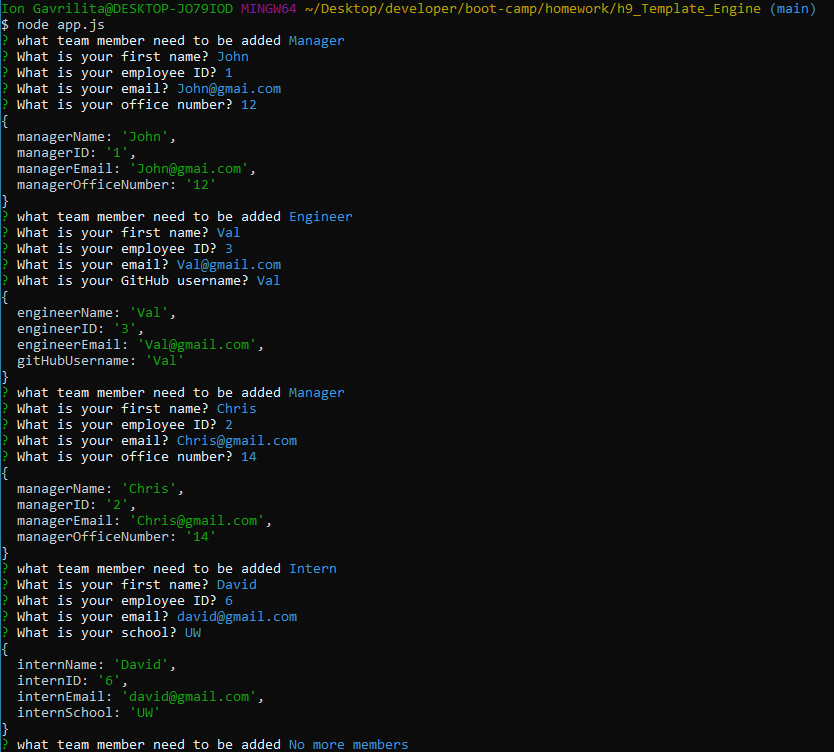 Ion Gavrilita@DESKTOP-JO79IOD MINGW64 ~/Desktop/developer/boot-camp/homework/h9_Template_Engine (main)
$ node app.js
? what team member need to be added Manager
? What is your first name? John
? What is your employee ID? 1
? What is your email? John@gmai.com
? What is your office number? 12
{
  managerName: 'John',
  managerID: '1',
  managerEmail: 'John@gmai.com',
  managerOfficeNumber: '12'
}
? what team member need to be added Engineer
? What is your first name? Val
? What is your employee ID? 3
? What is your email? Val@gmail.com
? What is your GitHub username? Val
{
  engineerName: 'Val',
  engineerID: '3',
  engineerEmail: 'Val@gmail.com',
  gitHubUsername: 'Val'
}
? what team member need to be added Manager
? What is your first name? Chris
? What is your employee ID? 2
? What is your email? Chris@gmail.com
? What is your office number? 14
{
  managerName: 'Chris',
  managerID: '2',
  managerEmail: 'Chris@gmail.com',
  managerOfficeNumber: '14'
}
? what team member need to be added Intern
? What is your first name? David
? What is your employee ID? 6
? What is your email? david@gmail.com
? What is your school? UW
{
  internName: 'David',
  internID: '6',
  internEmail: 'david@gmail.com',
  internSchool: 'UW'
}
? what team member need to be added No more members